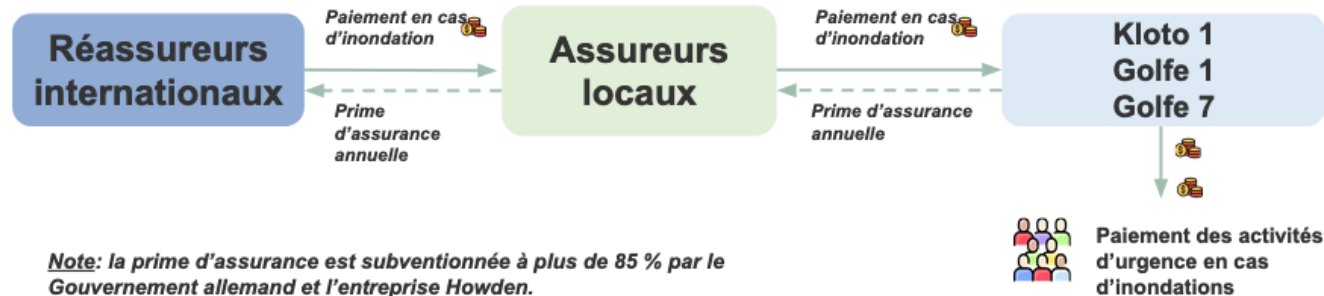 Réassureurs
internationaux
Paiement en cas
d'inondation
Prime
d'assurance
annuelle
Assureurs
locaux
Paiement en cas
d'inondation
Prime d'assurance
annuelle
Kloto 1
Golfe 1
Golfe 7
Paiement des activités
d'urgence en cas
d'inondations
Note: la prime d'assurance est subventionnée à plus de 85 % par le
Gouvernement allemand et l'entreprise Howden.